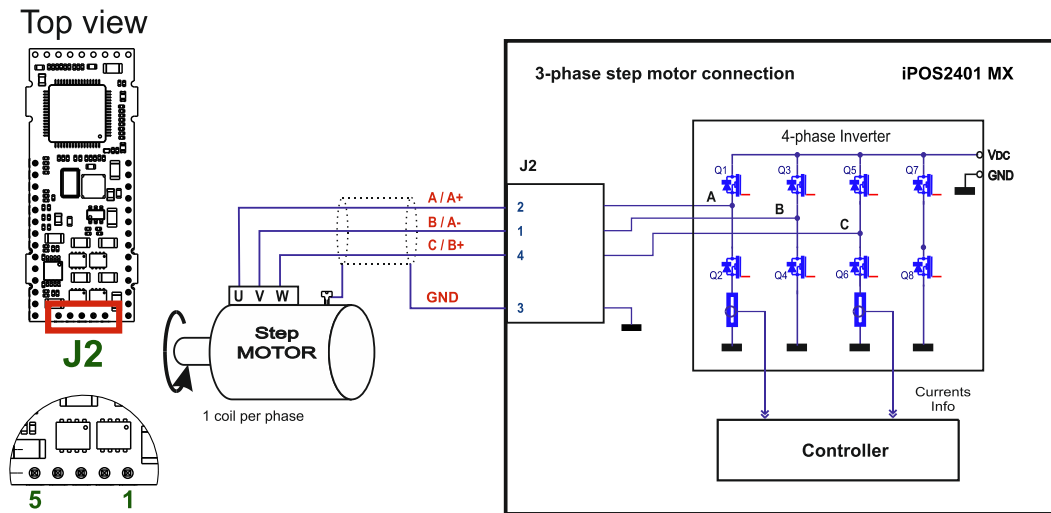 Top view
J2
5 1
3-phase step motor connection iPOS2401 MX
4-phase Inverter
VDC
GND
J2
Q1 Q3 Q5 Q7
A / A+ 2 A
B / A- 1 B
C / B+ 4 C
Q2 Q4 Q6 Q8
GND 3
U V W
Step
MOTOR
1 coil per phase
Currents
Info
Controller